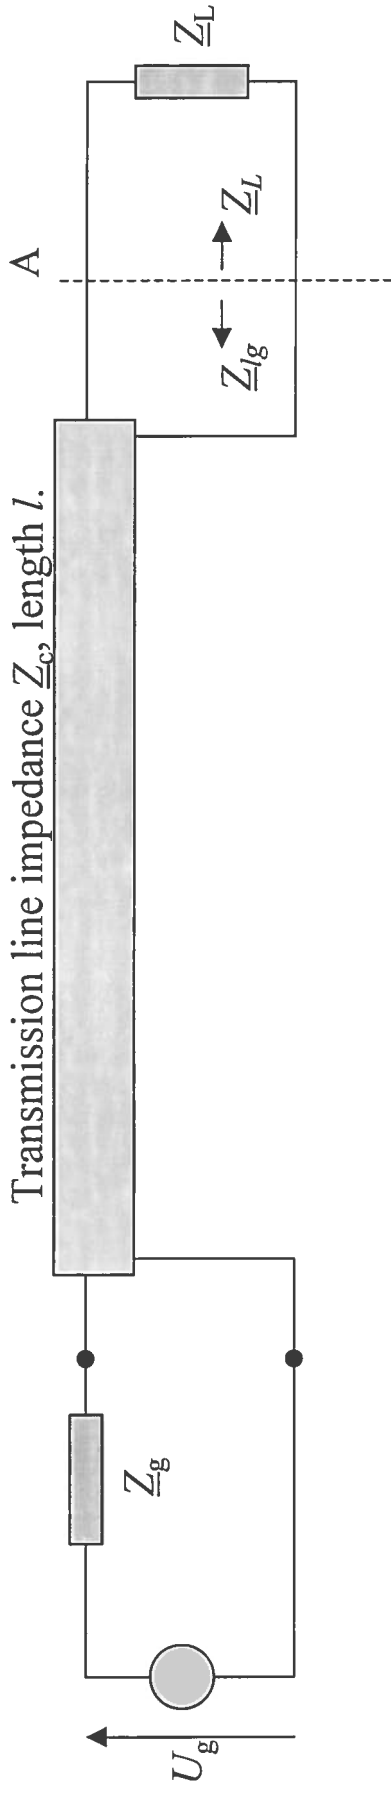 Transmission line impedance Z_c, length l.
A
Z_L
Z_lg
Z_L
Z_g
U_g